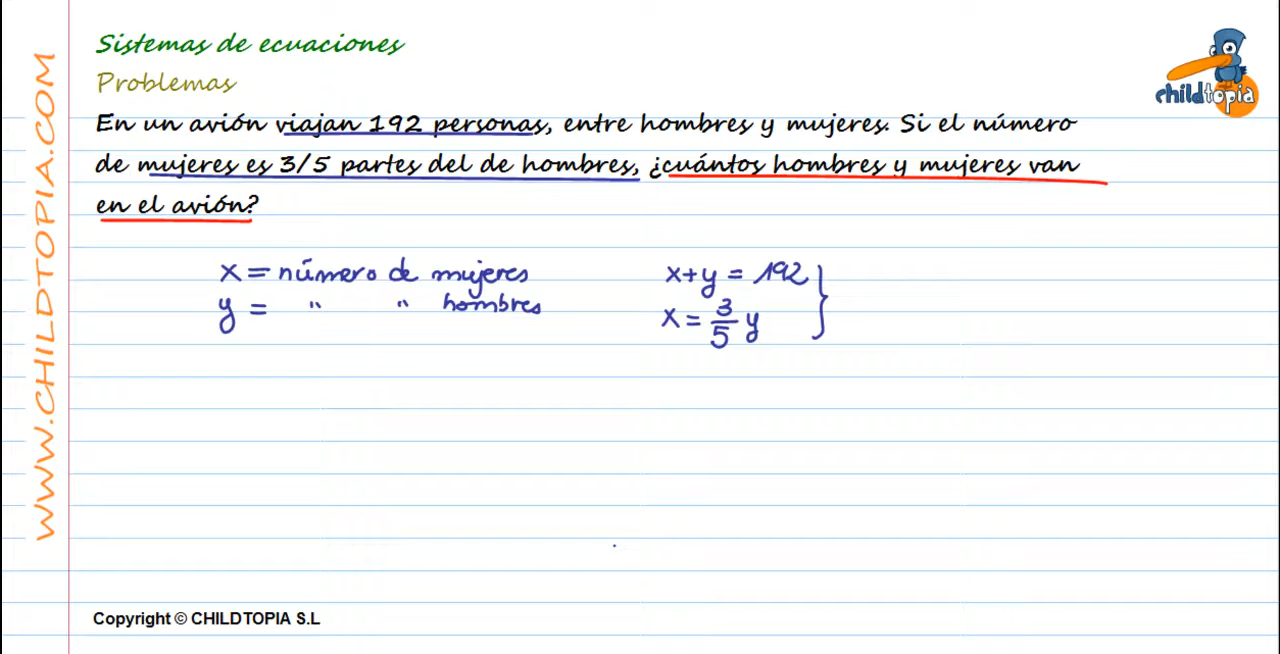 WWW.CHILDTOPIA.COM
Sistemas de ecuaciones
childtopia
Problemas
En un avión viajan 192 personas, entre hombres y mujeres. Si el número
de mujeres es 3/5 partes del de hombres, ¿cuántos hombres y mujeres van
en el avión?
x = número de mujeres
y = " " hombres
x+y = 192
x = 3/5 y
Copyright © CHILDTOPIA S.L